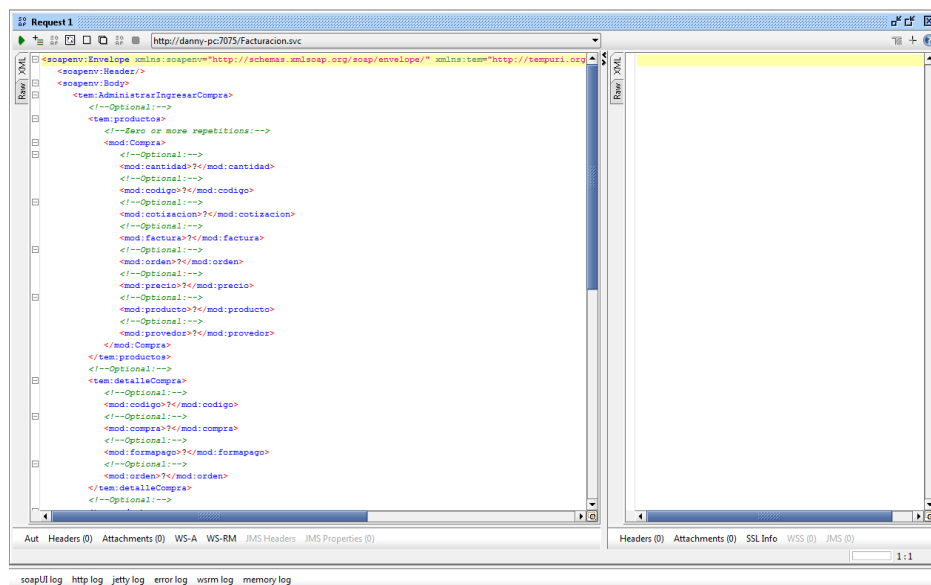 Request 1
http://danny-pc:7075/Facturacion.svc
XML
Raw
<soapenv:Envelope xmlns:soapenv="http://schemas.xmlsoap.org/soap/envelope/" xmlns:tem="http://tempuri.org
<soapenv:Header/>
<soapenv:Body>
<tem:AdministrarIngresarCompra>
<!--Optional:-->
<tem:productos>
<!--Zero or more repetitions:-->
<mod:Compra>
<!--Optional:-->
<mod:cantidad>?</mod:cantidad>
<!--Optional:-->
<mod:codigo>?</mod:codigo>
<!--Optional:-->
<mod:cotizacion>?</mod:cotizacion>
<!--Optional:-->
<mod:factura>?</mod:factura>
<!--Optional:-->
<mod:orden>?</mod:orden>
<!--Optional:-->
<mod:precio>?</mod:precio>
<!--Optional:-->
<mod:producto>?</mod:producto>
<!--Optional:-->
<mod:provedor>?</mod:provedor>
</mod:Compra>
</tem:productos>
<!--Optional:-->
<tem:detalleCompra>
<!--Optional:-->
<mod:codigo>?</mod:codigo>
<!--Optional:-->
<mod:compra>?</mod:compra>
<!--Optional:-->
<mod:formapago>?</mod:formapago>
<!--Optional:-->
<mod:orden>?</mod:orden>
</tem:detalleCompra>
<!--Optional:-->
XML
Raw
Aut Headers (0) Attachments (0) WS-A WS-RM JMS Headers JMS Properties (0)
Headers (0) Attachments (0) SSL Info WSS (0) JMS (0)
1:1
soapUI log http log jetty log error log wsrm log memory log